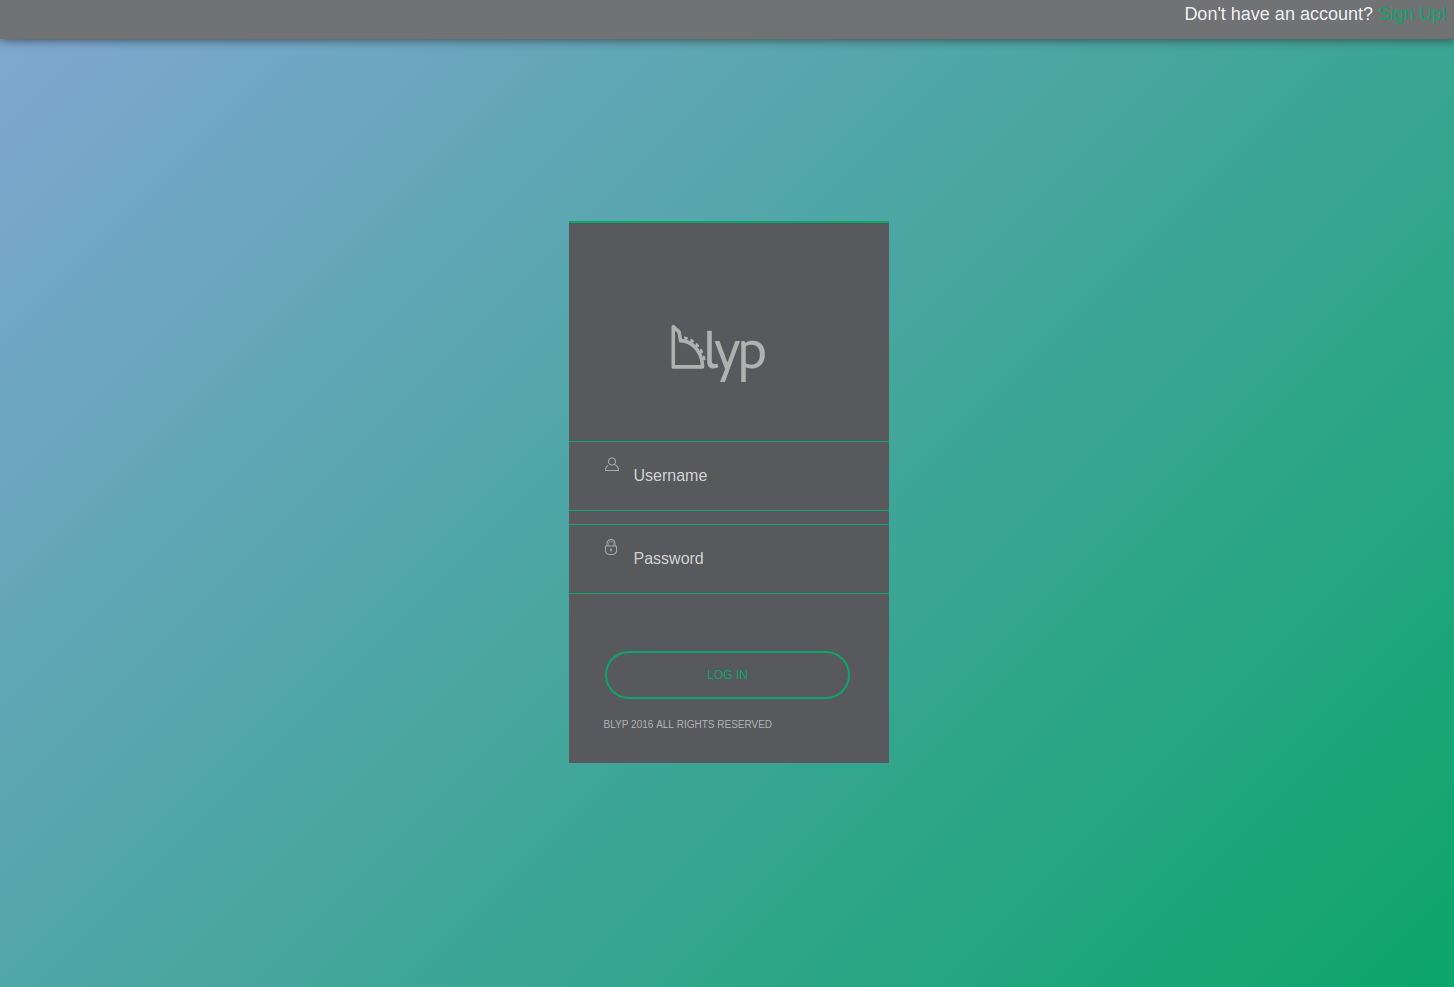 Don't have an account? Sign Up!
blyp
Username
Password
LOG IN
BLYP 2016 ALL RIGHTS RESERVED